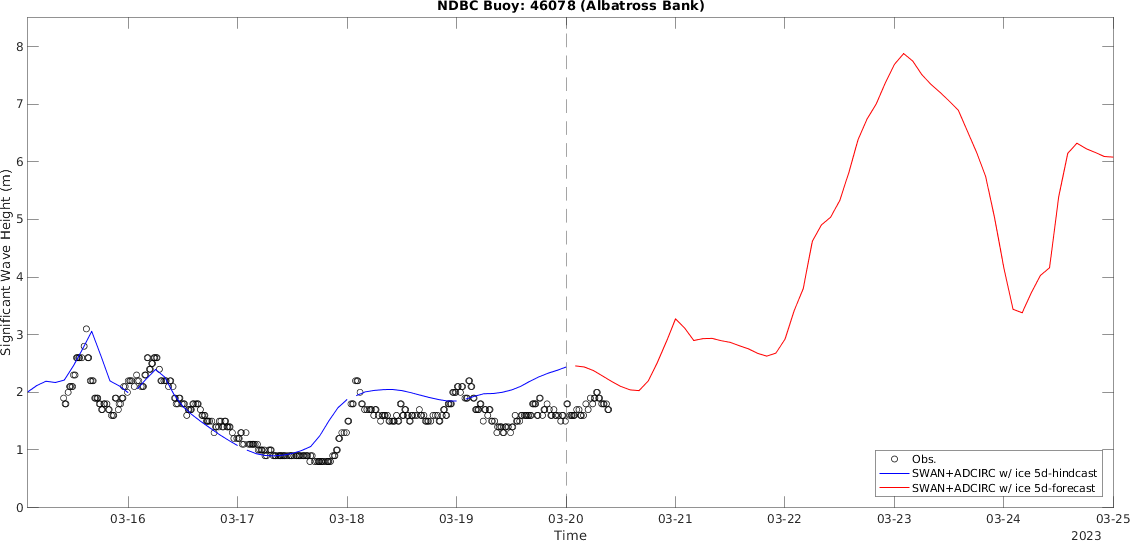 NDBC Buoy: 46078 (Albatross Bank)
Significant Wave Height (m)
8
7
6
5
4
3
2
1
0
Obs.
SWAN+ADCIRC w/ ice 5d-hindcast
SWAN+ADCIRC w/ ice 5d-forecast
03-16 03-17 03-18 03-19 03-20 03-21 03-22 03-23 03-24 03-25
Time
2023